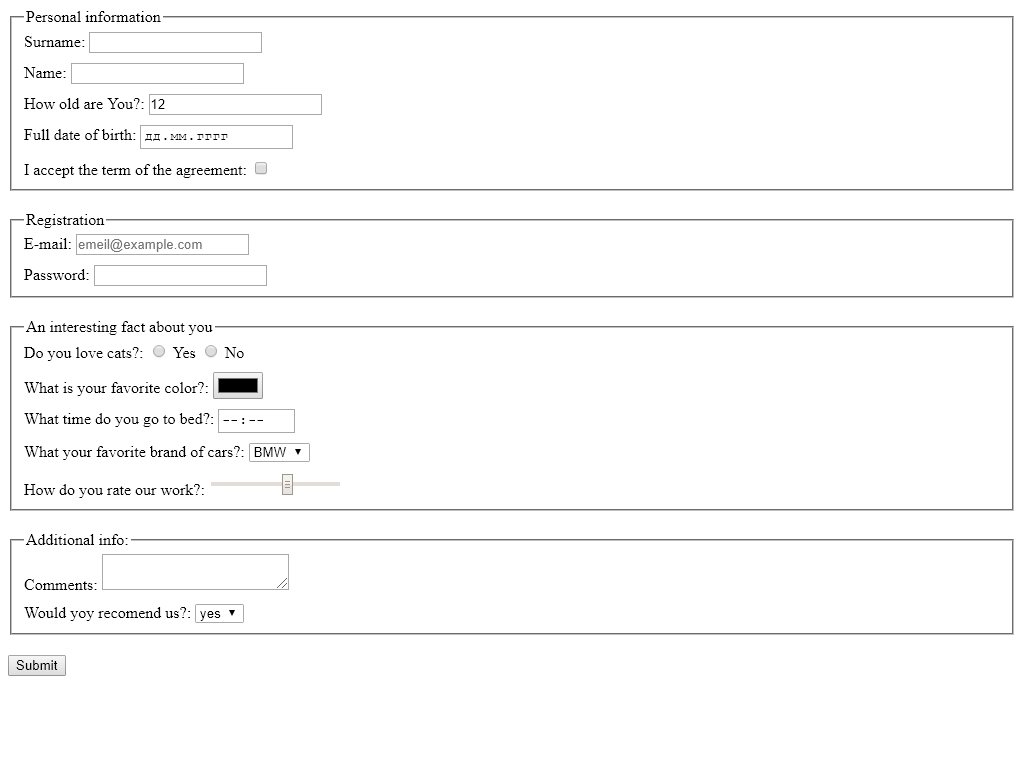 Personal information
Surname:
Name:
How old are You?: 12
Full date of birth: дд.мм.гггг
I accept the term of the agreement:
Registration
E-mail: emeil@example.com
Password:
An interesting fact about you
Do you love cats?: Yes No
What is your favorite color?:
What time do you go to bed?: --:--
What your favorite brand of cars?: BMW
How do you rate our work?:
Additional info:
Comments:
Would yoy recomend us?: yes
Submit